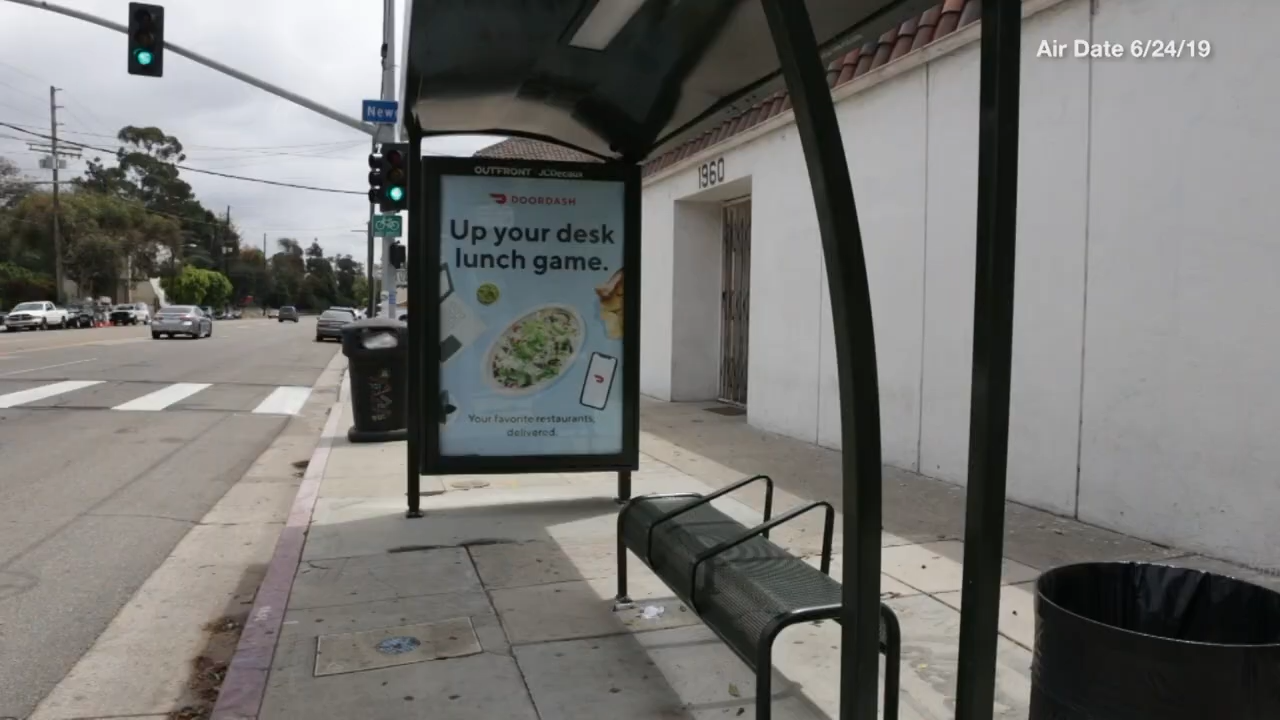 Air Date 6/24/19
New
1960
OUTFRONT JCDecaux
DOORDASH
Up your desk
lunch game.
Your favorite restaurants,
delivered.